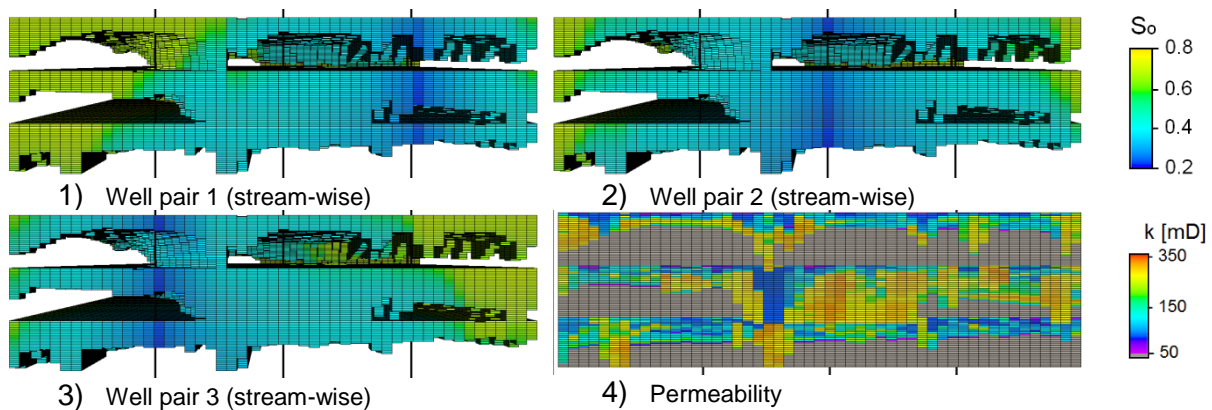 Sₒ
0.8
0.6
0.4
0.2
1) Well pair 1 (stream-wise)
2) Well pair 2 (stream-wise)
k [mD]
350
150
50
3) Well pair 3 (stream-wise)
4) Permeability